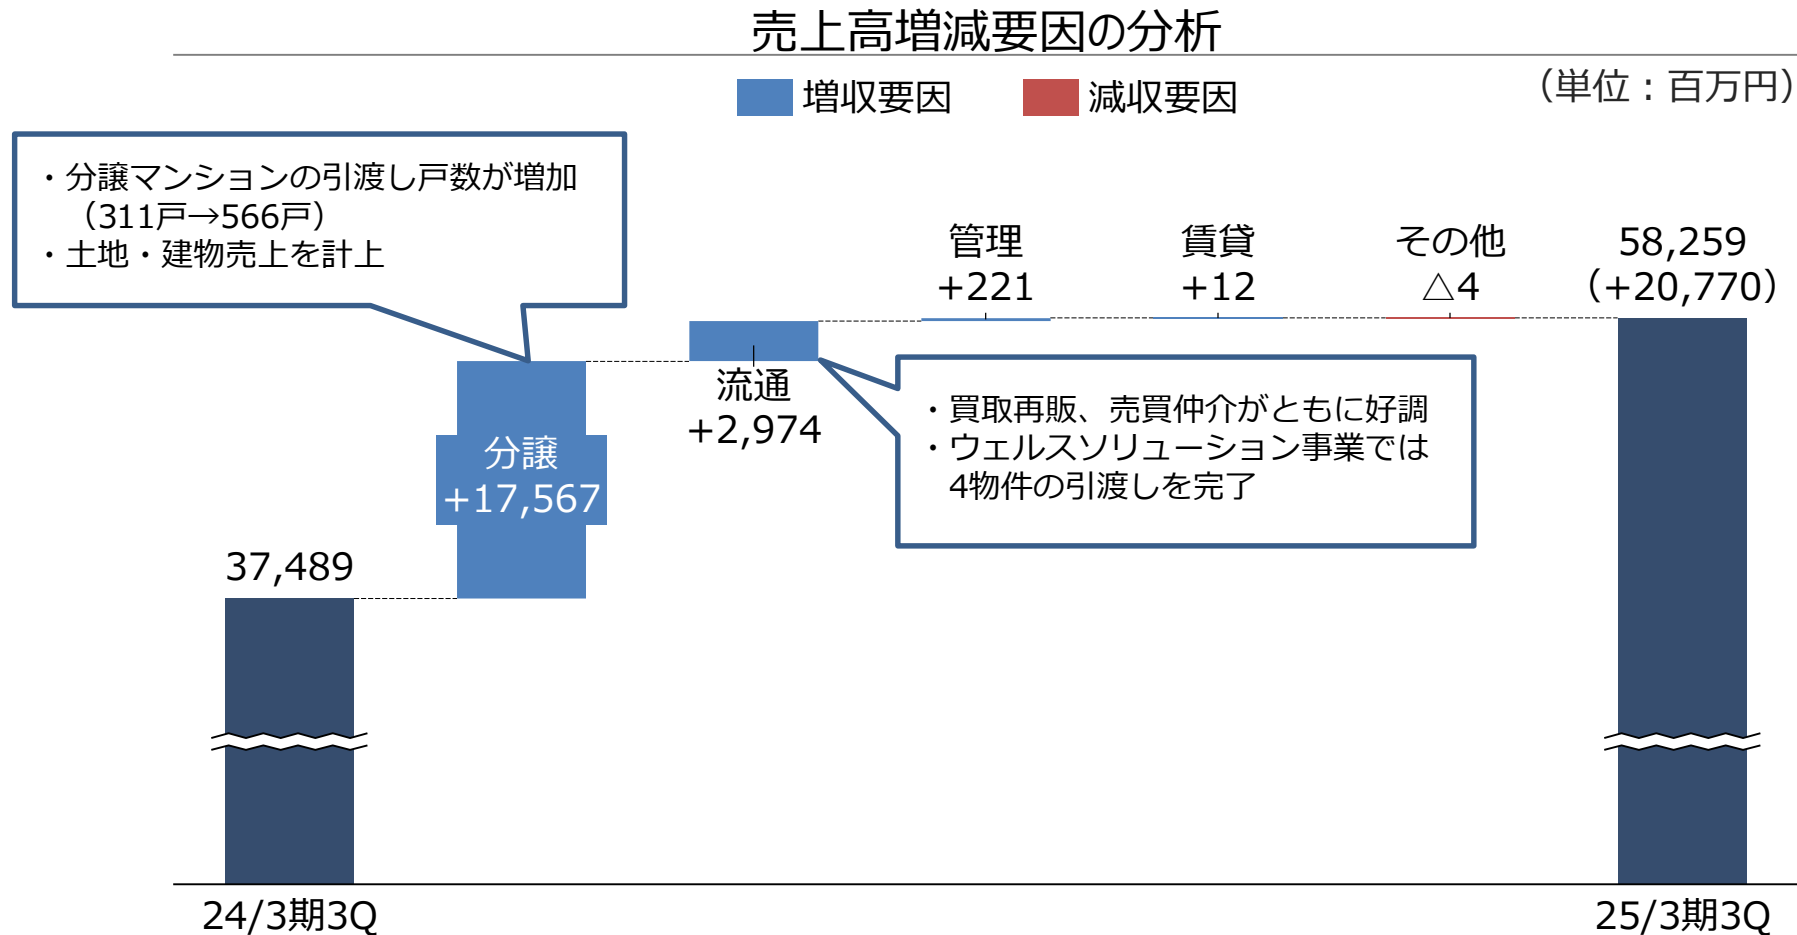 売上高増減要因の分析
増収要因
減収要因
（単位：百万円）
・分譲マンションの引渡し戸数が増加
（311戸→566戸）
・土地・建物売上を計上
管理
+221
賃貸
+12
その他
△4
58,259
（+20,770）
流通
+2,974
・買取再販、売買仲介がともに好調
・ウェルスソリューション事業では
4物件の引渡しを完了
分譲
+17,567
37,489
24/3期3Q
25/3期3Q